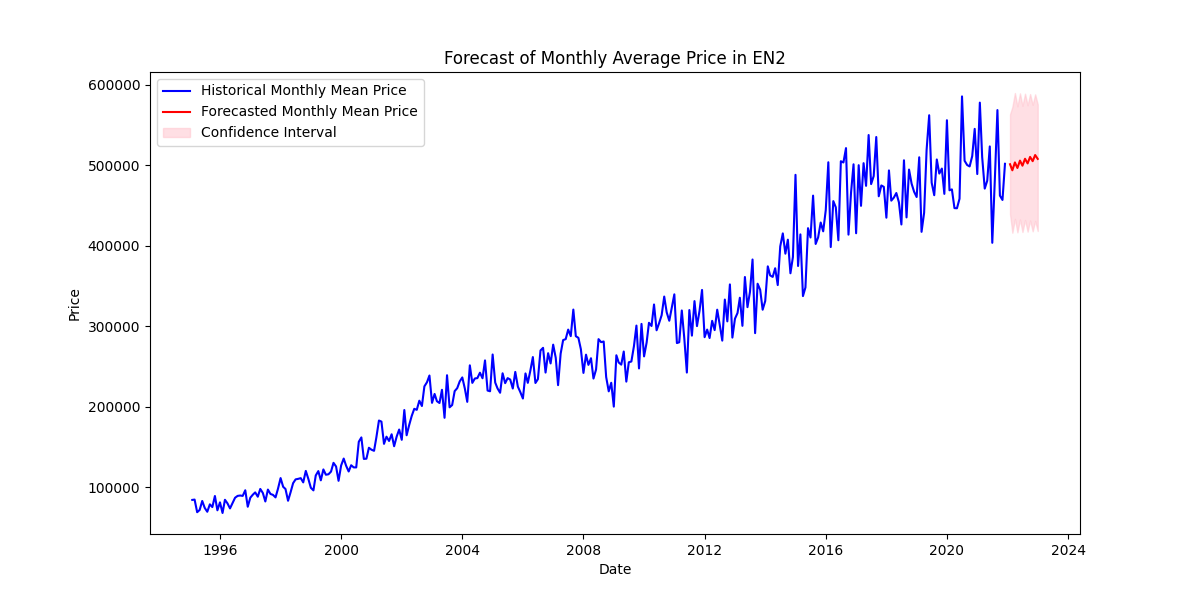 Forecast of Monthly Average Price in EN2
Historical Monthly Mean Price
Forecasted Monthly Mean Price
Confidence Interval
600000
500000
400000
300000
200000
100000
Price
1996
2000
2004
2008
2012
2016
2020
2024
Date